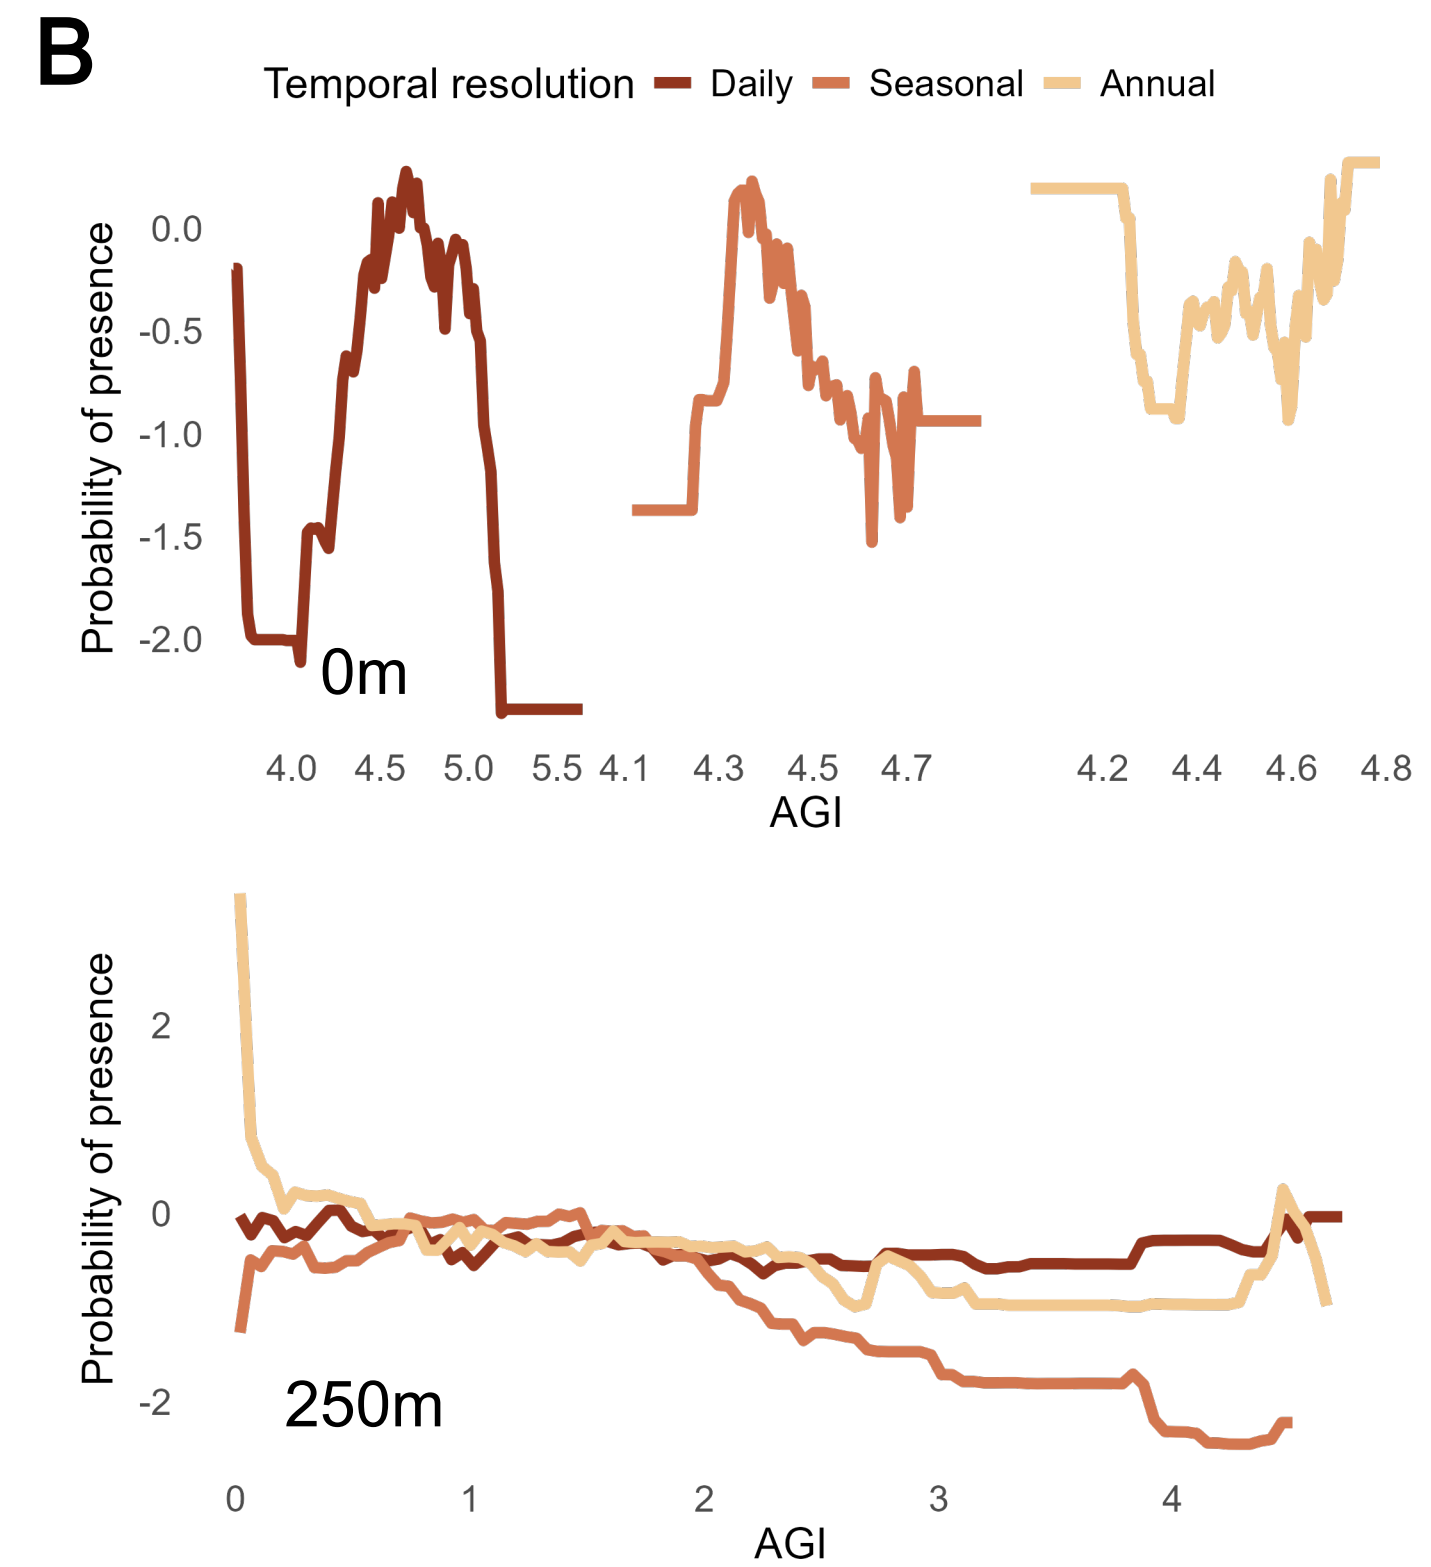 B
Temporal resolution Daily Seasonal Annual
Probability of presence
0.0
-0.5
-1.0
-1.5
-2.0
0m
4.0 4.5 5.0 5.5 4.1 4.3 4.5 4.7 4.2 4.4 4.6 4.8
AGI
Probability of presence
2
0
-2
250m
0 1 2 3 4
AGI